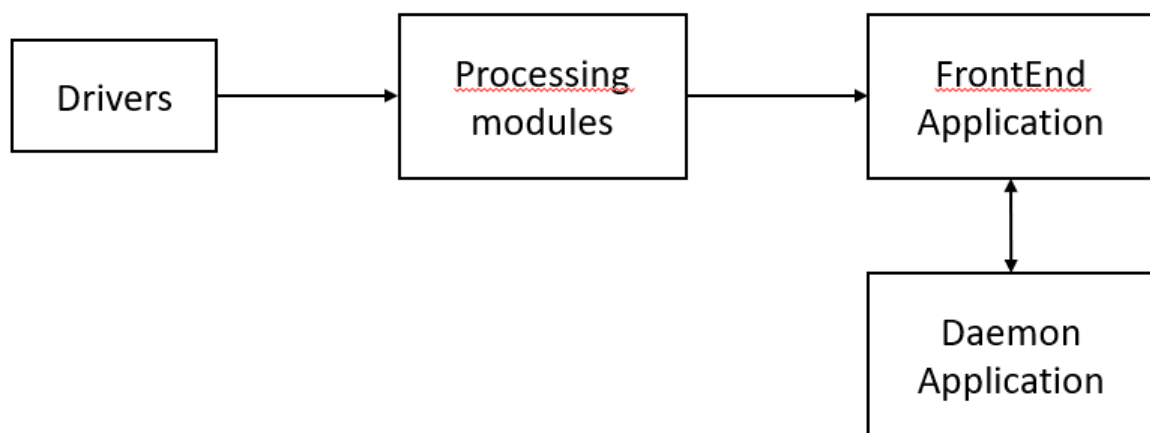 Drivers
Processing
modules
FrontEnd
Application
Daemon
Application